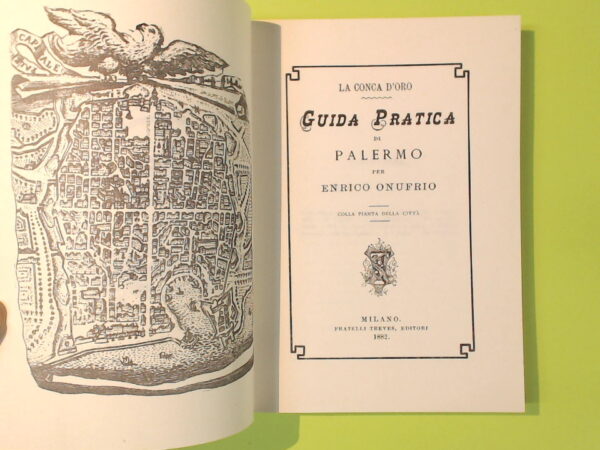 LA CONCA D'ORO
GUIDA PRATICA
DI
PALERMO
PER
ENRICO ONUFRIO
COLLA PIANTA DELLA CITTÀ
MILANO.
FRATELLI TREVES, EDITORI
1882.